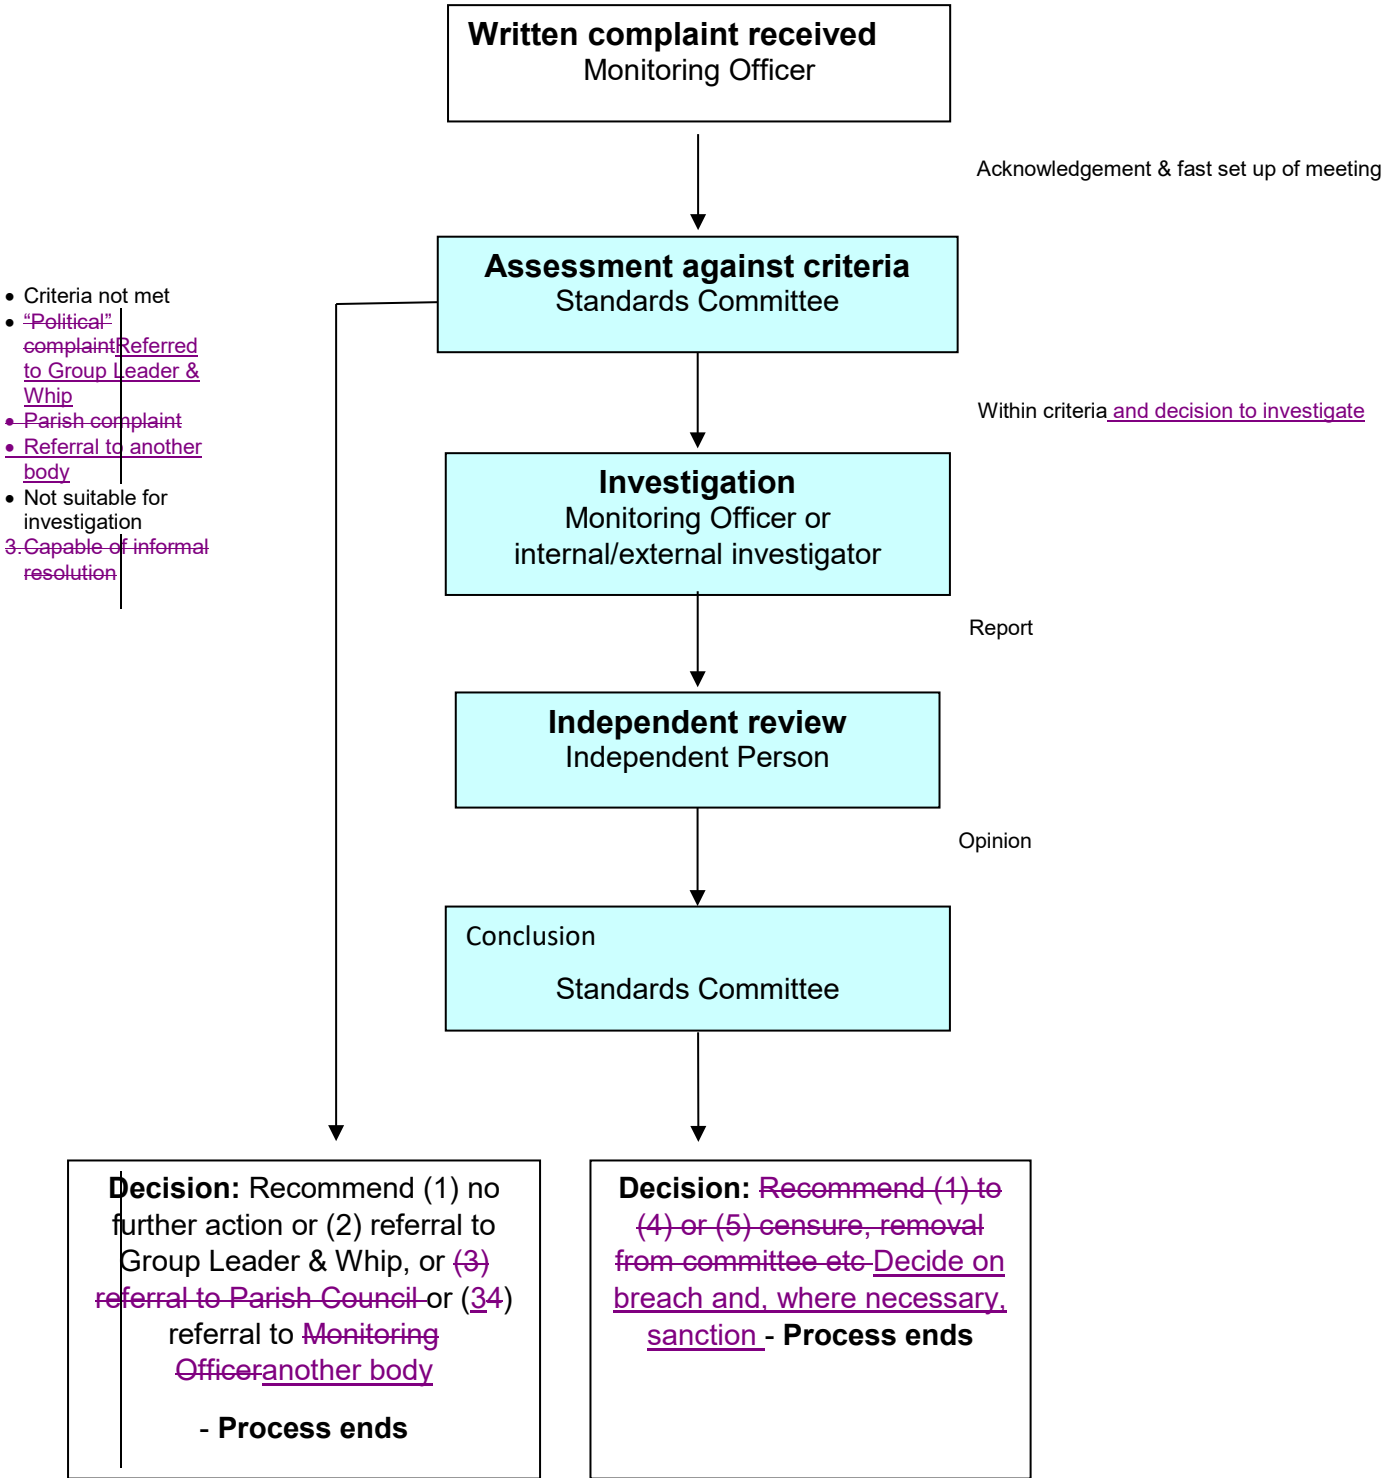 Written complaint received
Monitoring Officer
Acknowledgement & fast set up of meeting
Assessment against criteria
Standards Committee
• Criteria not met
• “Political”
complaintReferred
to Group Leader &
Whip
• Parish complaint
• Referral to another
body
• Not suitable for
investigation
3.Capable of informal
resolution
Within criteria and decision to investigate
Investigation
Monitoring Officer or
internal/external investigator
Report
Independent review
Independent Person
Opinion
Conclusion
Standards Committee
Decision: Recommend (1) no
further action or (2) referral to
Group Leader & Whip, or (3)
referral to Parish Council or (34)
referral to Monitoring
Officeranother body
- Process ends
Decision: Recommend (1) to
(4) or (5) censure, removal
from committee etc Decide on
breach and, where necessary,
sanction - Process ends